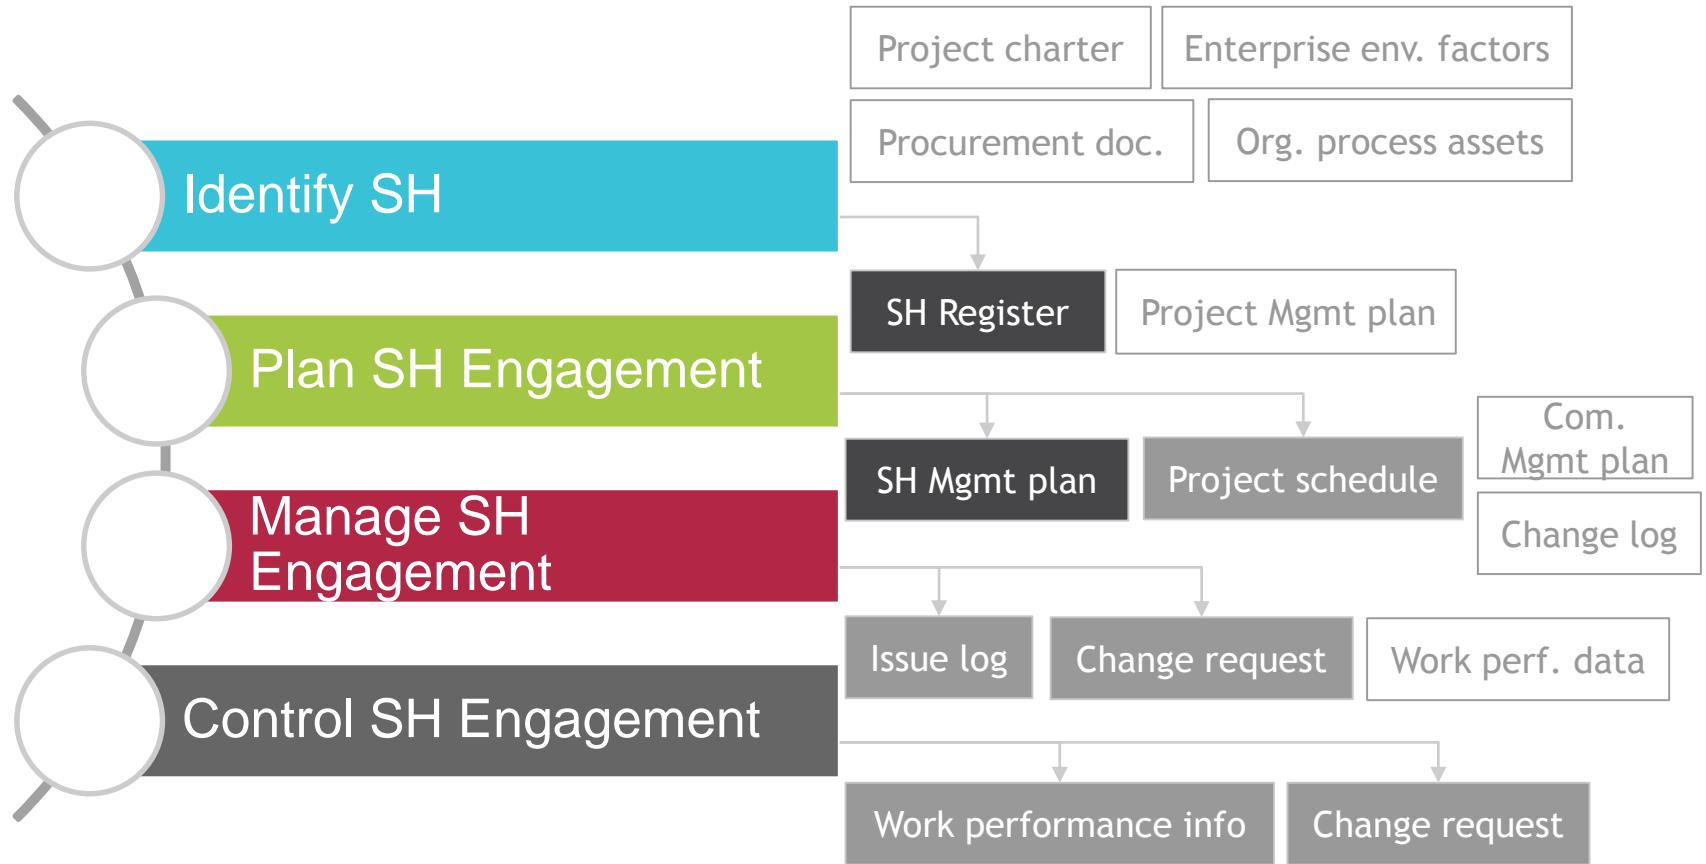 Project charter
Enterprise env. factors
Procurement doc.
Org. process assets
Identify SH
SH Register
Project Mgmt plan
Plan SH Engagement
SH Mgmt plan
Project schedule
Com.
Mgmt plan
Change log
Manage SH
Engagement
Issue log
Change request
Work perf. data
Control SH Engagement
Work performance info
Change request